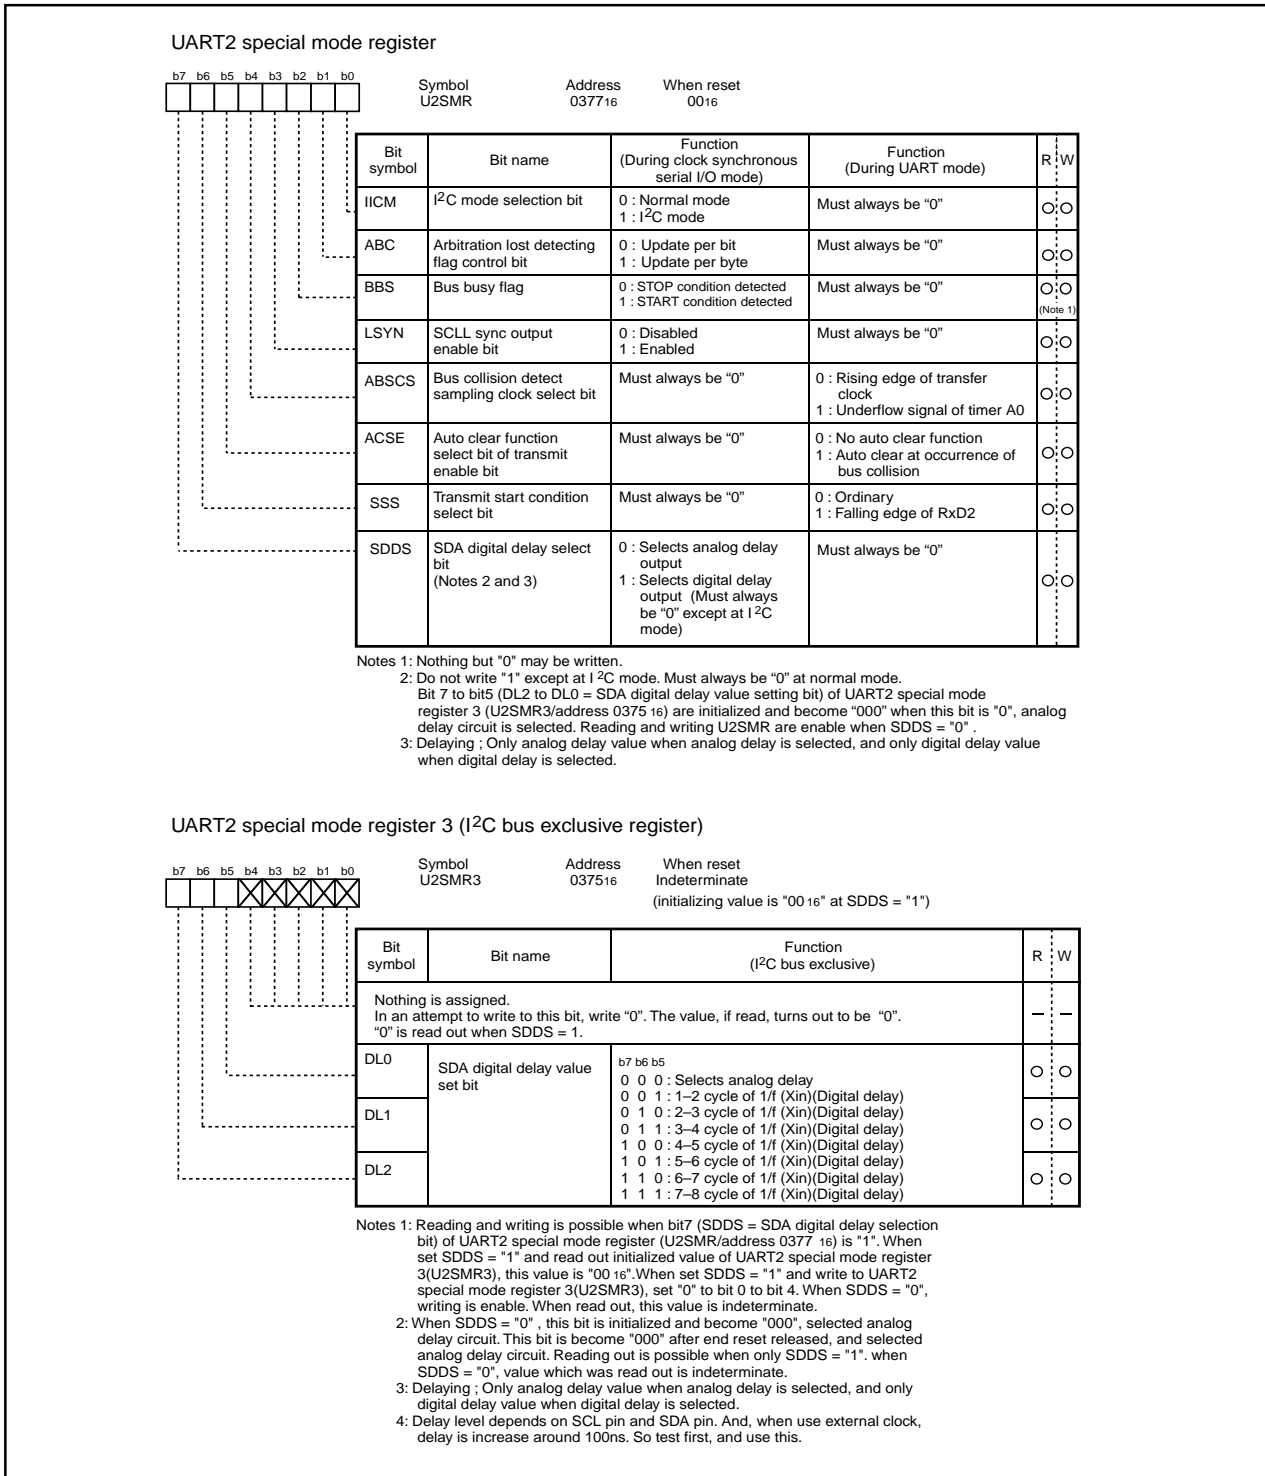 UART2 special mode register
b7 b6 b5 b4 b3 b2 b1 b0
Symbol Address When reset
U2SMR 037716 0016
Bit symbol Bit name Function (During clock synchronous serial I/O mode) Function (During UART mode) R W
IICM I2C mode selection bit 0 : Normal mode Must always be “0”
1 : I2C mode
ABC Arbitration lost detecting 0 : Update per bit Must always be “0”
flag control bit 1 : Update per byte
BBS Bus busy flag 0 : STOP condition detected Must always be “0”
1 : START condition detected
(Note 1)
LSYN SCLL sync output 0 : Disabled Must always be “0”
enable bit 1 : Enabled
ABSCS Bus collision detect Must always be “0” 0 : Rising edge of transfer
sampling clock select bit clock
1 : Underflow signal of timer A0
ACSE Auto clear function Must always be “0” 0 : No auto clear function
select bit of transmit 1 : Auto clear at occurrence of
enable bit bus collision
SSS Transmit start condition Must always be “0” 0 : Ordinary
select bit 1 : Falling edge of RxD2
SDDS SDA digital delay select 0 : Selects analog delay Must always be “0”
bit output
(Notes 2 and 3) 1 : Selects digital delay
output (Must always
be “0” except at I2C
mode)
Notes 1: Nothing but "0" may be written.
2: Do not write "1" except at I2C mode. Must always be “0” at normal mode.
Bit 7 to bit5 (DL2 to DL0 = SDA digital delay value setting bit) of UART2 special mode
register 3 (U2SMR3/address 037516) are initialized and become “000” when this bit is "0", analog
delay circuit is selected. Reading and writing U2SMR are enable when SDDS = "0" .
3: Delaying ; Only analog delay value when analog delay is selected, and only digital delay value
when digital delay is selected.
UART2 special mode register 3 (I2C bus exclusive register)
b7 b6 b5 b4 b3 b2 b1 b0
Symbol Address When reset
U2SMR3 037516 Indeterminate
(initializing value is "0016" at SDDS = "1")
Bit symbol Bit name Function (I2C bus exclusive) R W
Nothing is assigned.
In an attempt to write to this bit, write “0”. The value, if read, turns out to be “0”.
“0” is read out when SDDS = 1.
DL0 SDA digital delay value b7 b6 b5
set bit 0 0 0 : Selects analog delay
0 0 1 : 1–2 cycle of 1/f (Xin)(Digital delay)
DL1 0 1 0 : 2–3 cycle of 1/f (Xin)(Digital delay)
0 1 1 : 3–4 cycle of 1/f (Xin)(Digital delay)
1 0 0 : 4–5 cycle of 1/f (Xin)(Digital delay)
DL2 1 0 1 : 5–6 cycle of 1/f (Xin)(Digital delay)
1 1 0 : 6–7 cycle of 1/f (Xin)(Digital delay)
1 1 1 : 7–8 cycle of 1/f (Xin)(Digital delay)
Notes 1: Reading and writing is possible when bit7 (SDDS = SDA digital delay selection
bit) of UART2 special mode register (U2SMR/address 037716) is "1". When
set SDDS = "1" and read out initialized value of UART2 special mode register
3(U2SMR3), this value is "0016".When set SDDS = "1" and write to UART2
special mode register 3(U2SMR3), set "0" to bit 0 to bit 4. When SDDS = "0",
writing is enable. When read out, this value is indeterminate.
2: When SDDS = "0" , this bit is initialized and become "000", selected analog
delay circuit. This bit is become "000" after end reset released, and selected
analog delay circuit. Reading out is possible when only SDDS = "1". when
SDDS = "0", value which was read out is indeterminate.
3: Delaying ; Only analog delay value when analog delay is selected, and only
digital delay value when digital delay is selected.
4: Delay level depends on SCL pin and SDA pin. And, when use external clock,
delay is increase around 100ns. So test first, and use this.